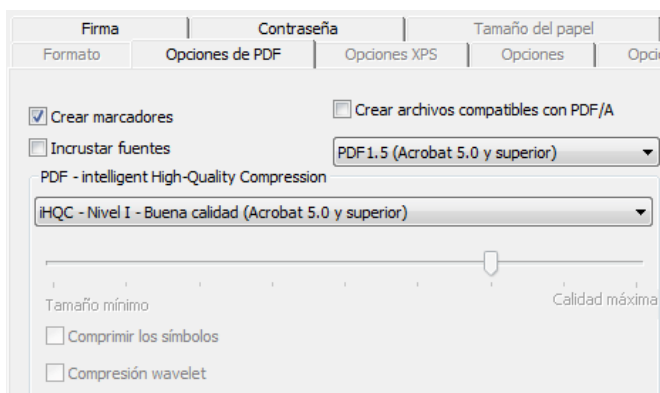 Firma Contraseña Tamaño del papel
Formato Opciones de PDF Opciones XPS Opciones Opci
Crear marcadores Crear archivos compatibles con PDF/A
Incrustar fuentes PDF1.5 (Acrobat 5.0 y superior)
PDF - intelligent High-Quality Compression
iHQC - Nivel I - Buena calidad (Acrobat 5.0 y superior)
Tamaño mínimo Calidad máxima
Comprimir los símbolos
Compresión wavelet